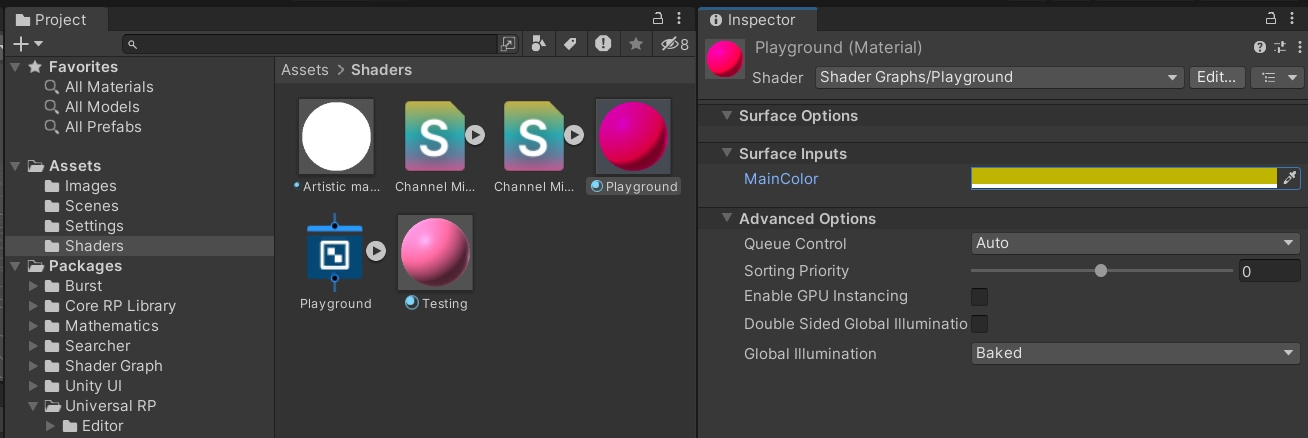 Project
8
Favorites
All Materials
All Models
All Prefabs
Assets
Images
Scenes
Settings
Shaders
Packages
Burst
Core RP Library
Mathematics
Searcher
Shader Graph
Unity UI
Universal RP
Editor
Assets > Shaders
S
S
Artistic ma...
Channel Mi...
Channel Mi...
Playground
Playground
Testing
Inspector
Playground (Material)
Shader
Shader Graphs/Playground
Edit...
Surface Options
Surface Inputs
MainColor
Advanced Options
Queue Control
Auto
Sorting Priority
0
Enable GPU Instancing
Double Sided Global Illuminatio
Global Illumination
Baked